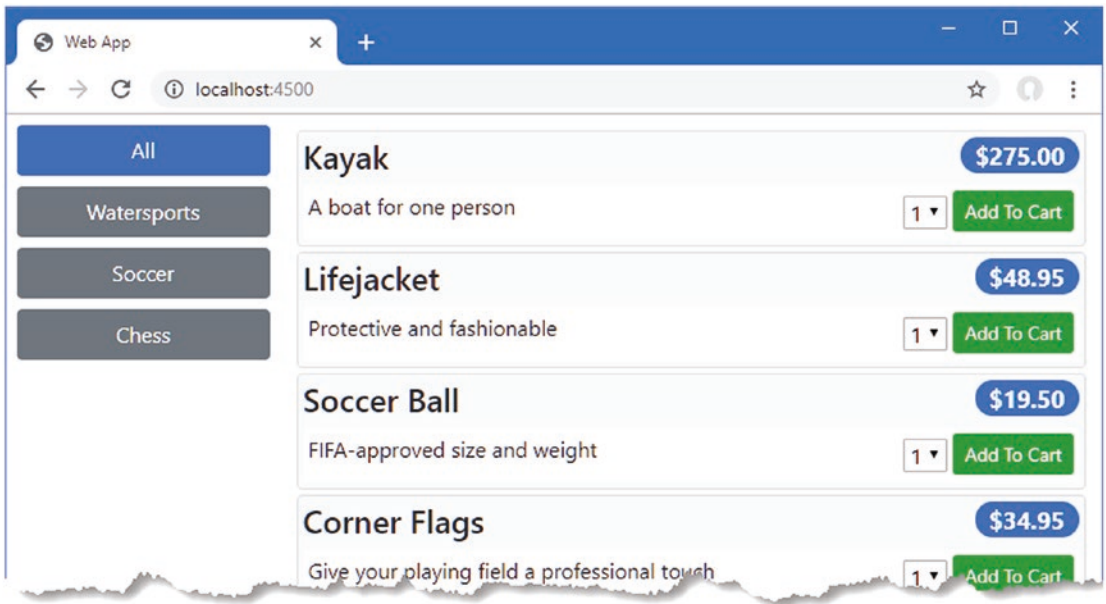 Web App
localhost:4500
All
Watersports
Soccer
Chess
Kayak $275.00
A boat for one person 1 Add To Cart
Lifejacket $48.95
Protective and fashionable 1 Add To Cart
Soccer Ball $19.50
FIFA-approved size and weight 1 Add To Cart
Corner Flags $34.95
Give your playing field a professional touch 1 Add To Cart